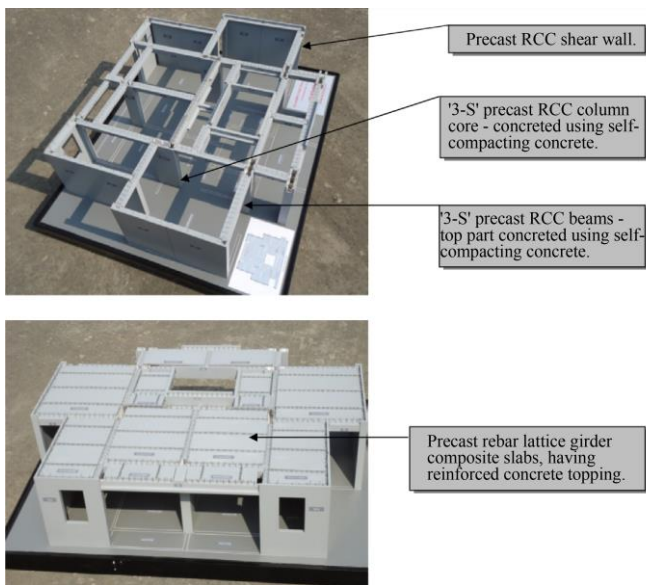 Precast RCC shear wall.
'3-S' precast RCC column
core - concreted using self-
compacting concrete.
'3-S' precast RCC beams -
top part concreted using self-
compacting concrete.
Precast rebar lattice girder
composite slabs, having
reinforced concrete topping.